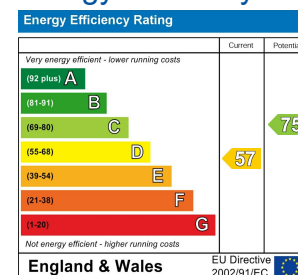 Energy Efficiency Rating
Current
Very energy efficient - lower running costs
(92 plus) A
(81-91) B
(69-80) C
75
(55-68) D
57
(39-54) E
(21-38) F
(1-20) G
Not energy efficient - higher running costs
England & Wales
EU Directive
2002/91/EC